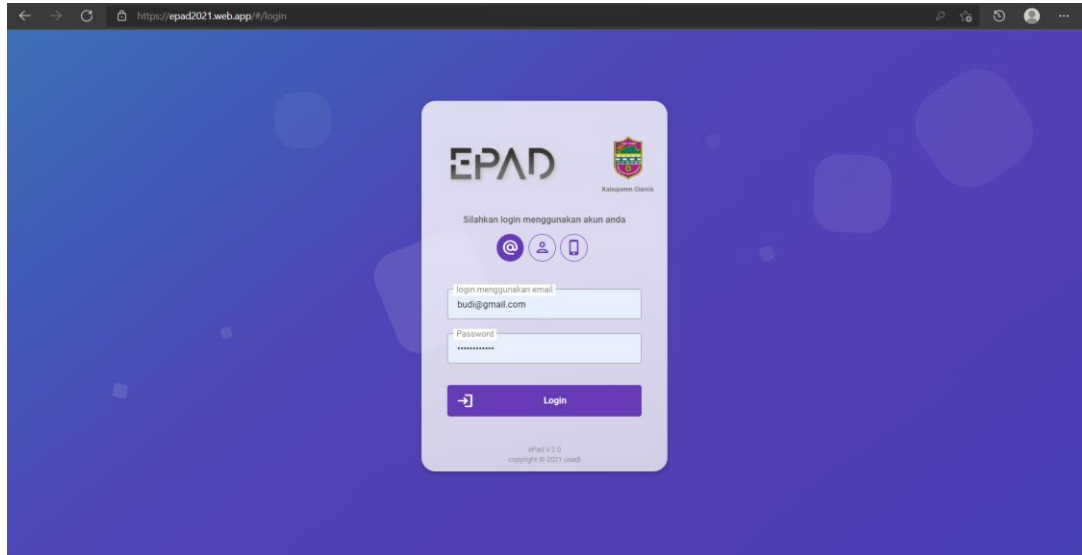 https://epad2021.web.app/#/login
EPAD
Kabupaten Ciamis
Silahkan login menggunakan akun anda
login menggunakan email
budi@gmail.com
Password
••••••••••••
Login
ePad V.2.0
copyright © 2021 usadi